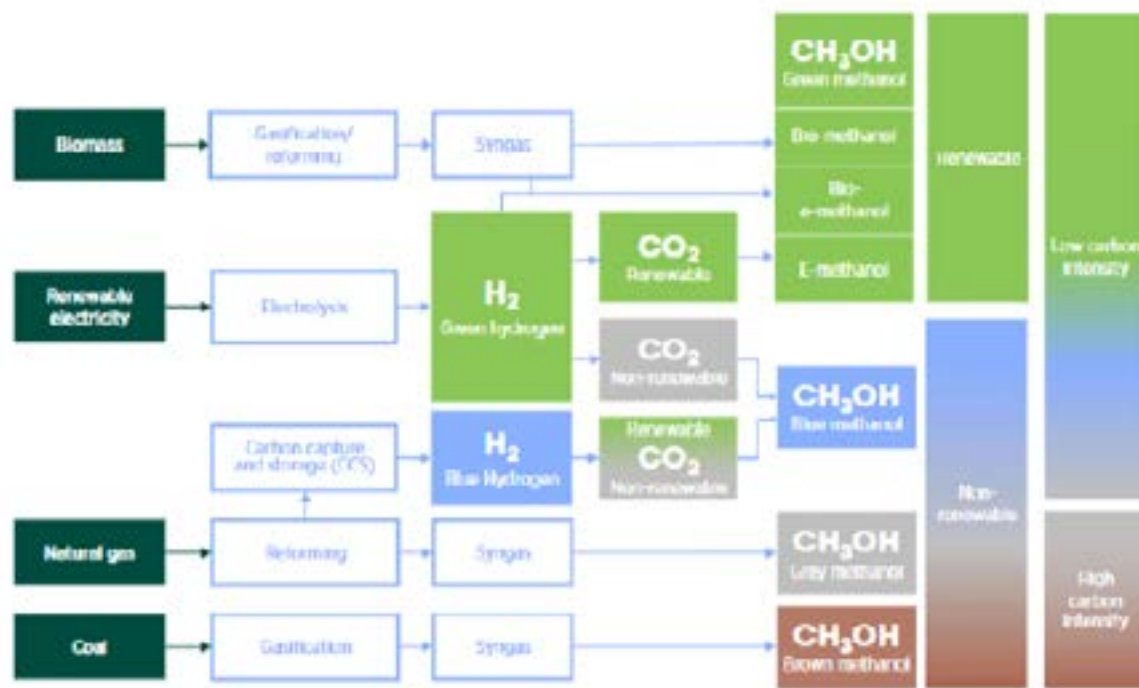 CH₃OH
Green methanol
Biomass
Gasification/
reforming
Syngas
Bio-methanol
Renewable
Bio-
e-methanol
Renewable
electricity
Electrolysis
H₂
Green hydrogen
CO₂
Renewable
E-methanol
Low carbon
intensity
CO₂
Non-renewable
CH₃OH
Blue methanol
Carbon capture
and storage (CCS)
H₂
Blue Hydrogen
Renewable
CO₂
Non-renewable
Non-
renewable
Natural gas
Reforming
Syngas
CH₃OH
Grey methanol
High
carbon
intensity
Coal
Gasification
Syngas
CH₃OH
Brown methanol